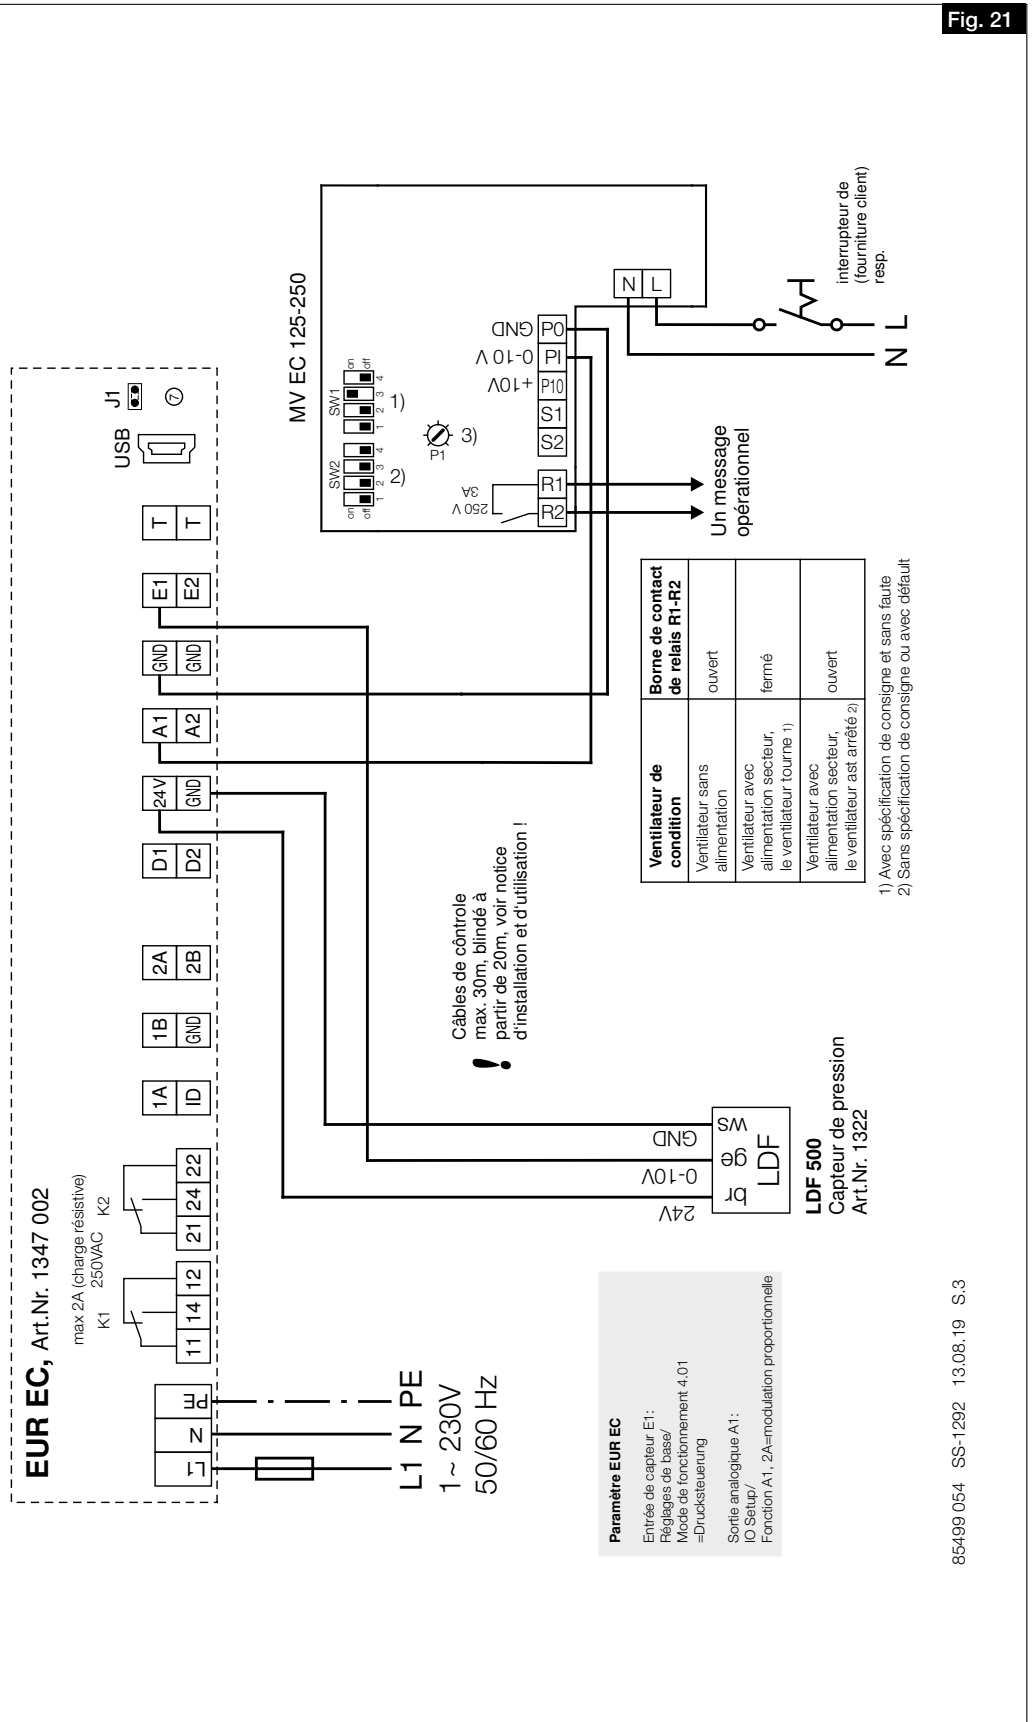 Fig. 21
EUR EC, Art.Nr. 1347 002
max 2A (charge résistive)
250VAC
K1
K2
L1
N
PE
11
14
12
21
24
22
1A
ID
1B
GND
2A
2B
D1
D2
24V
GND
A1
A2
GND
GND
E1
E2
T
T
USB
J1
7
L1 N PE
1 ~ 230V
50/60 Hz
MV EC 125-250
SW2
on
off
1 2 3 4
2)
SW1
on
off
1 2 3 4
1)
P1
3)
250 V
3A
R2
R1
S2
S1
P10
+10V
PI
0-10 V
P0
GND
N
L
N
L
interrupteur de
(fourniture client)
resp.
Un message
opérationnel
Câbles de côntrole
max. 30m, blindé à
partir de 20m, voir notice
d'installation et d'utilisation !
!
24V
0-10V
GND
br
ge
ws
LDF
LDF 500
Capteur de pression
Art.Nr. 1322
Ventilateur de
condition
Borne de contact
de relais R1-R2
Ventilateur sans
alimentation
ouvert
Ventilateur avec
alimentation secteur,
le ventilateur tourne 1)
fermé
Ventilateur avec
alimentation secteur,
le ventilateur ast arrêté 2)
ouvert
1) Avec spécification de consigne et sans faute
2) Sans spécification de consigne ou avec défault
Paramètre EUR EC
Entrée de capteur E1:
Réglages de base/
Mode de fonctionnement 4.01
=Drucksteuerung
Sortie analogique A1:
IO Setup/
Fonction A1, 2A=modulation proportionnelle
85499 054 SS-1292 13.08.19 S.3